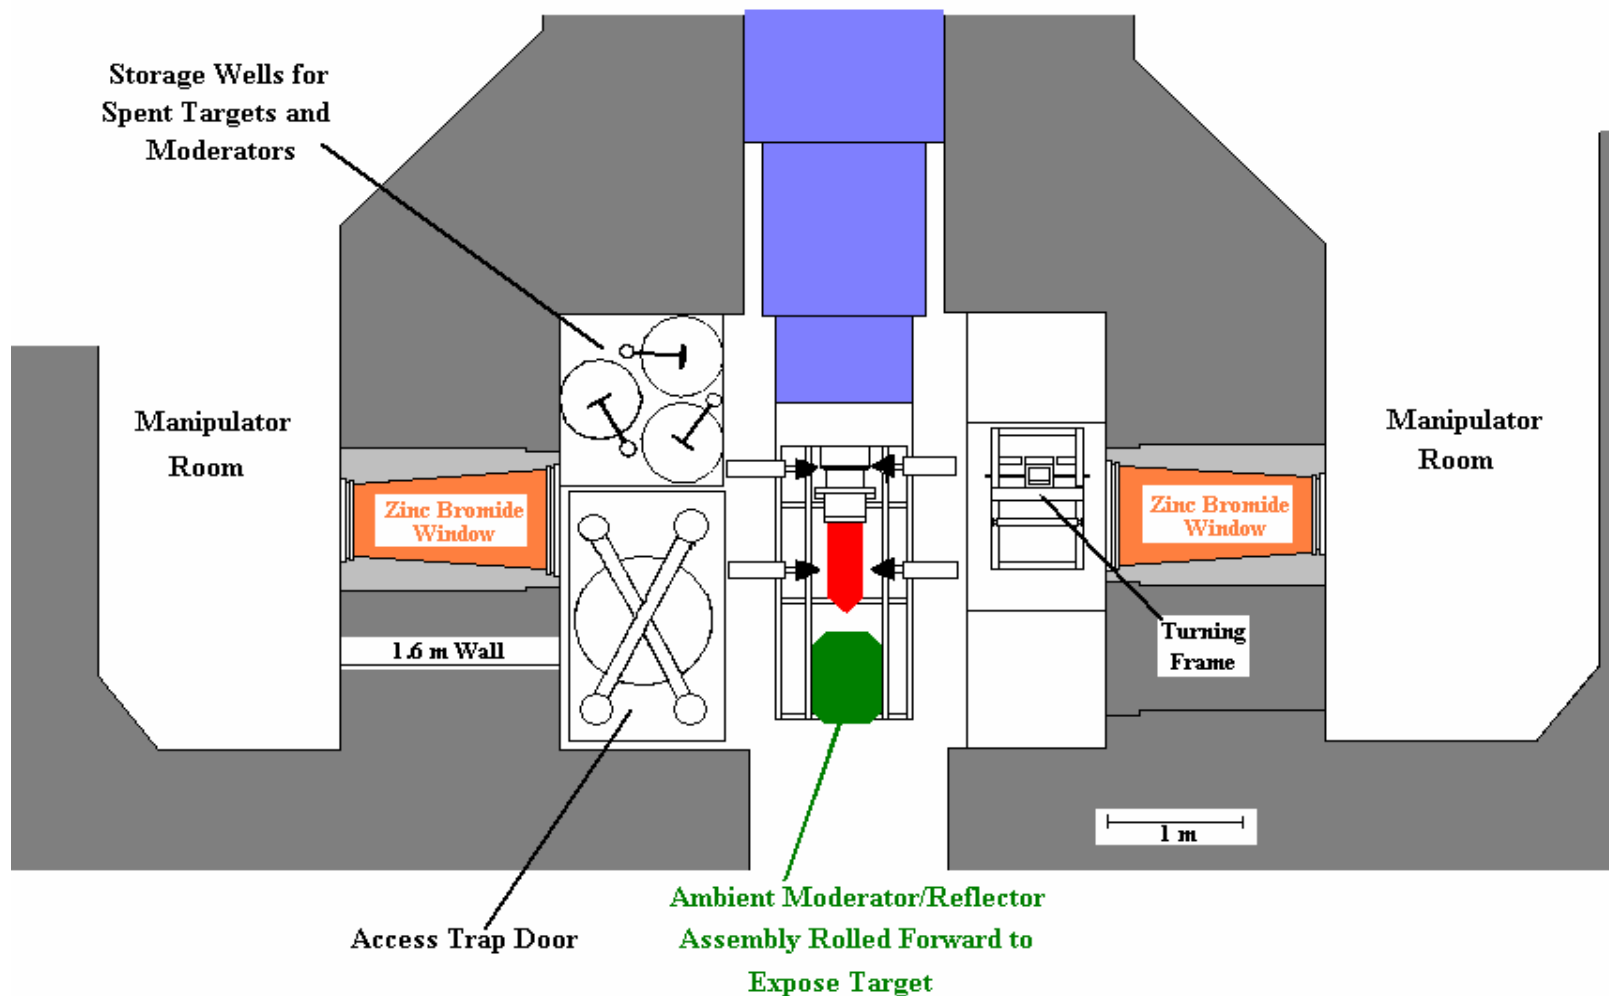 Storage Wells for
Spent Targets and
Moderators
Manipulator
Room
Manipulator
Room
Zinc Bromide
Window
Zinc Bromide
Window
1.6 m Wall
Turning
Frame
1 m
Ambient Moderator/Reflector
Assembly Rolled Forward to
Expose Target
Access Trap Door